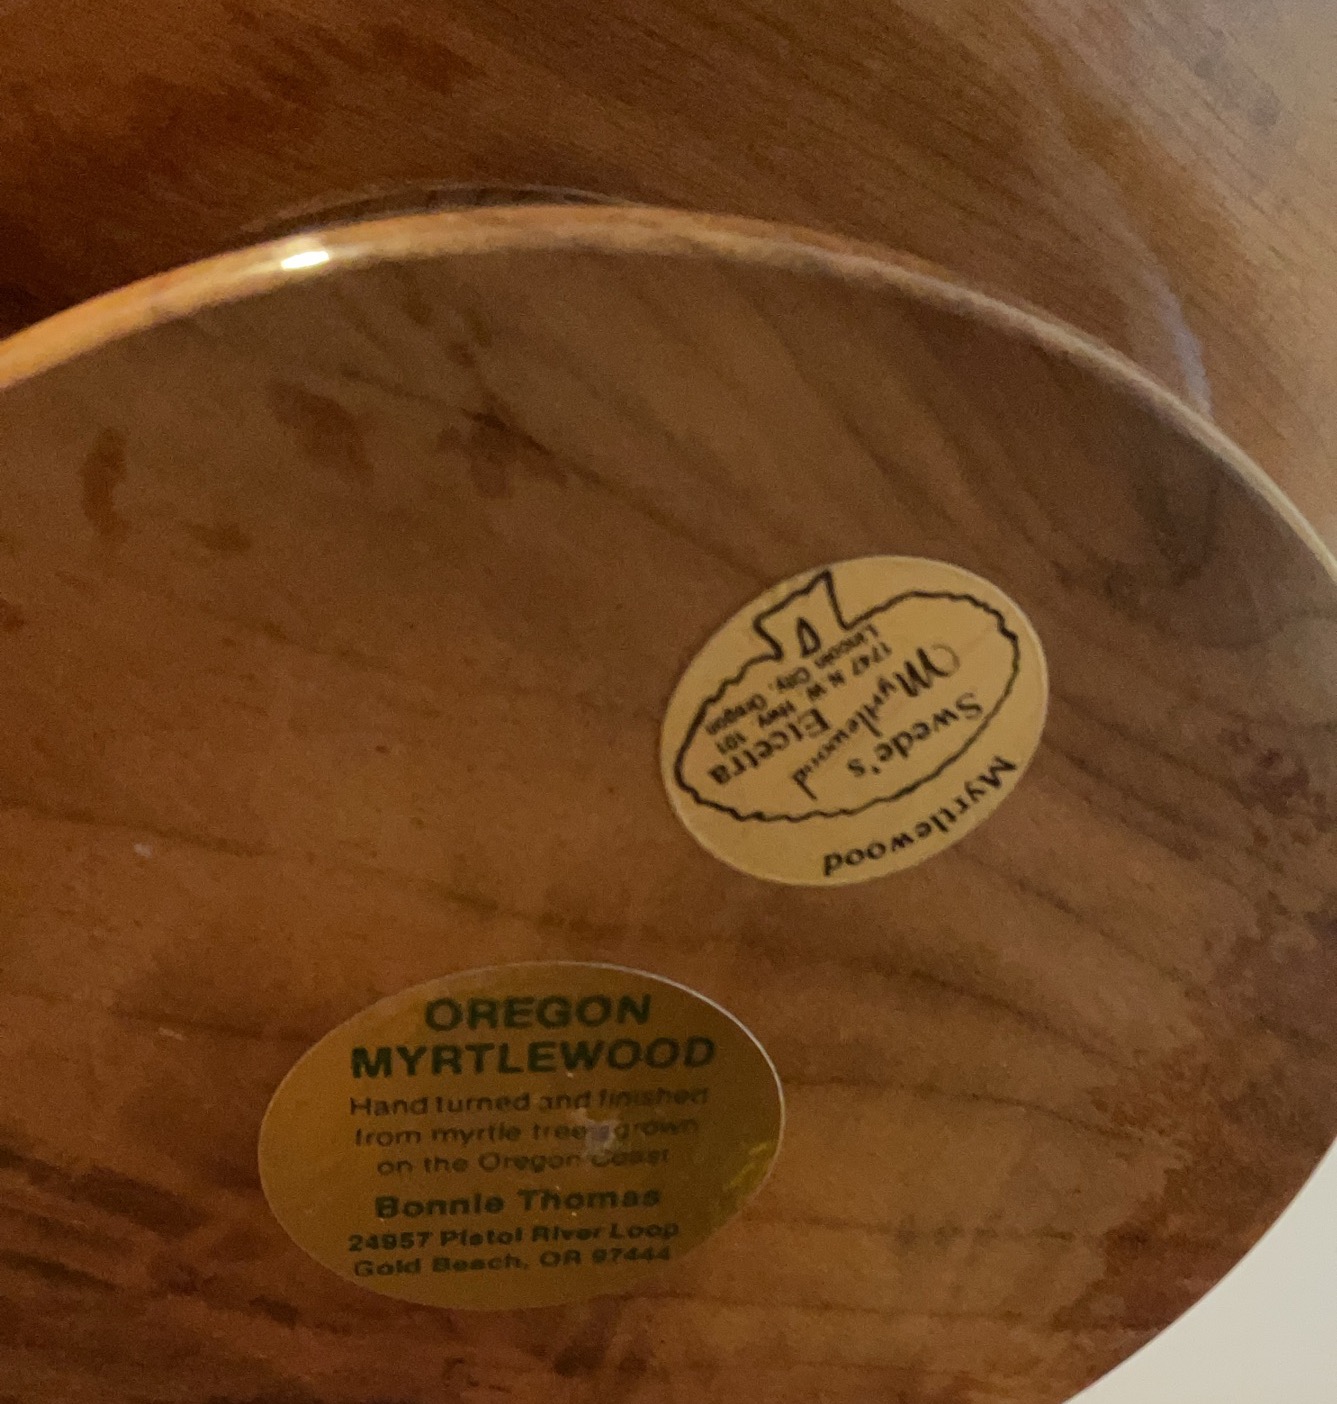 Myrtlewood
Swede's
Myrtlewood
Etcetra
1747 N.W. Hwy 101
Lincoln City, Oregon
OREGON
MYRTLEWOOD
Hand turned and finished
from myrtle trees grown
on the Oregon Coast
Bonnie Thomas
24957 Pistol River Loop
Gold Beach, OR 97444